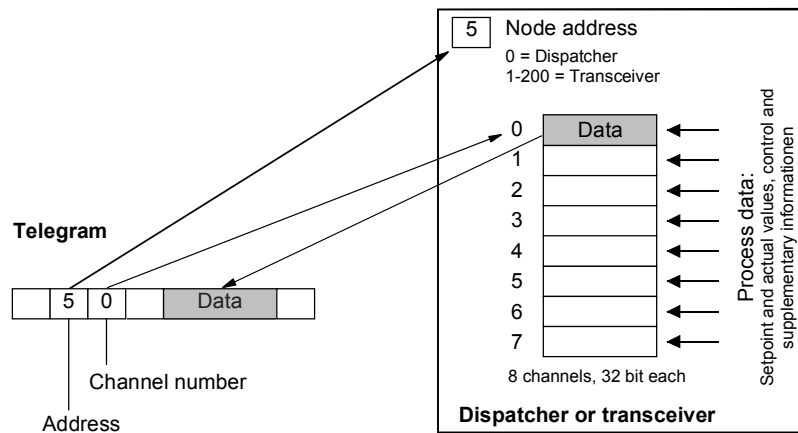 5 Node address
0 = Dispatcher
1-200 = Transceiver
0 Data
1
2
3
4
5
6
7
8 channels, 32 bit each
Process data:
Setpoint and actual values, control and
supplementary informationen
Dispatcher or transceiver
Telegram
5 0 Data
Channel number
Address